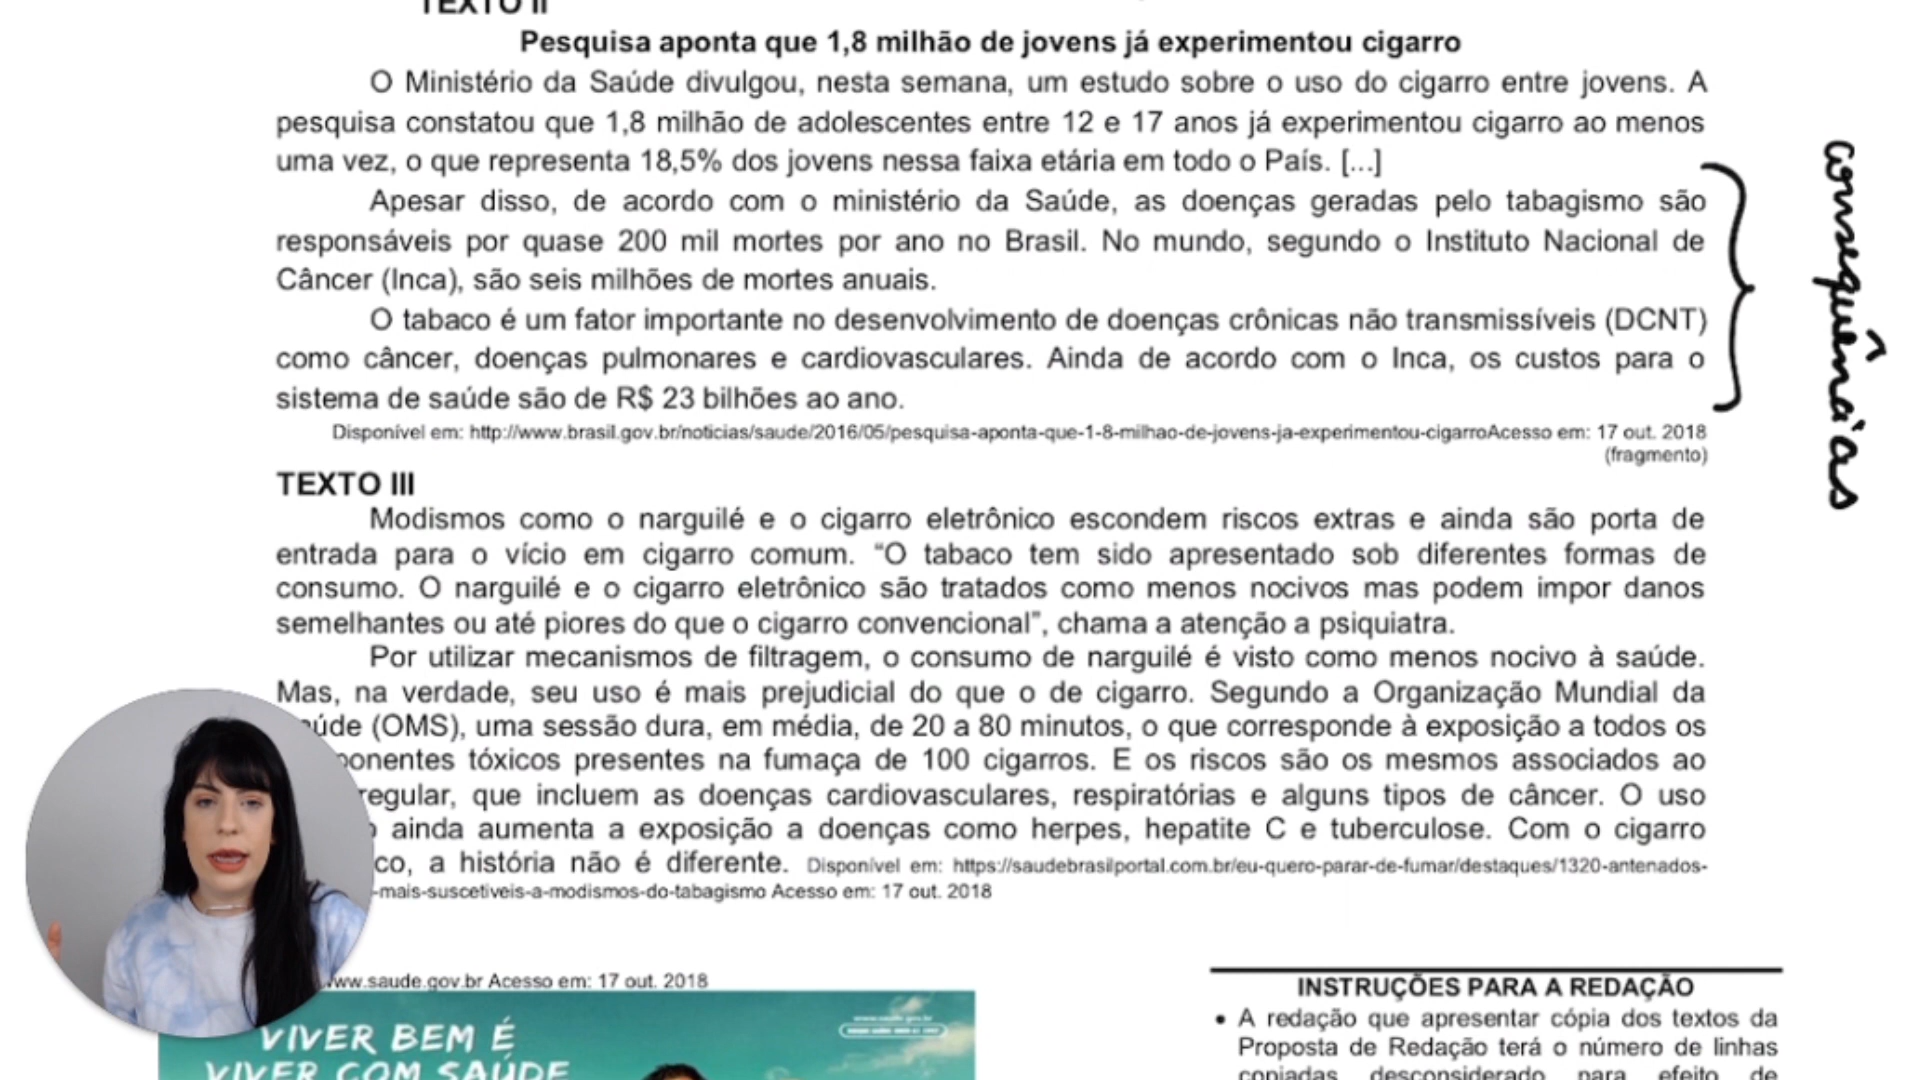 TEXTO II
Pesquisa aponta que 1,8 milhão de jovens já experimentou cigarro
O Ministério da Saúde divulgou, nesta semana, um estudo sobre o uso do cigarro entre jovens. A
pesquisa constatou que 1,8 milhão de adolescentes entre 12 e 17 anos já experimentou cigarro ao menos
uma vez, o que representa 18,5% dos jovens nessa faixa etária em todo o País. [...]
Apesar disso, de acordo com o ministério da Saúde, as doenças geradas pelo tabagismo são
responsáveis por quase 200 mil mortes por ano no Brasil. No mundo, segundo o Instituto Nacional de
Câncer (Inca), são seis milhões de mortes anuais.
O tabaco é um fator importante no desenvolvimento de doenças crônicas não transmissíveis (DCNT)
como câncer, doenças pulmonares e cardiovasculares. Ainda de acordo com o Inca, os custos para o
sistema de saúde são de R$ 23 bilhões ao ano.
Disponível em: http://www.brasil.gov.br/noticias/saude/2016/05/pesquisa-aponta-que-1-8-milhao-de-jovens-ja-experimentou-cigarroAcesso em: 17 out. 2018
(fragmento)
consequências
TEXTO III
Modismos como o narguilé e o cigarro eletrônico escondem riscos extras e ainda são porta de
entrada para o vício em cigarro comum. “O tabaco tem sido apresentado sob diferentes formas de
consumo. O narguilé e o cigarro eletrônico são tratados como menos nocivos mas podem impor danos
semelhantes ou até piores do que o cigarro convencional”, chama a atenção a psiquiatra.
Por utilizar mecanismos de filtragem, o consumo de narguilé é visto como menos nocivo à saúde.
Mas, na verdade, seu uso é mais prejudicial do que o de cigarro. Segundo a Organização Mundial da
úde (OMS), uma sessão dura, em média, de 20 a 80 minutos, o que corresponde à exposição a todos os
ponentes tóxicos presentes na fumaça de 100 cigarros. E os riscos são os mesmos associados ao
regular, que incluem as doenças cardiovasculares, respiratórias e alguns tipos de câncer. O uso
ainda aumenta a exposição a doenças como herpes, hepatite C e tuberculose. Com o cigarro
co, a história não é diferente. Disponível em: https://saudebrasilportal.com.br/eu-quero-parar-de-fumar/destaques/1320-antenados-
-mais-suscetiveis-a-modismos-do-tabagismo Acesso em: 17 out. 2018
www.saude.gov.br Acesso em: 17 out. 2018
VIVER BEM É
VIVER COM SAÚDE
INSTRUÇÕES PARA A REDAÇÃO
• A redação que apresentar cópia dos textos da
Proposta de Redação terá o número de linhas
copiadas desconsiderado para efeito de